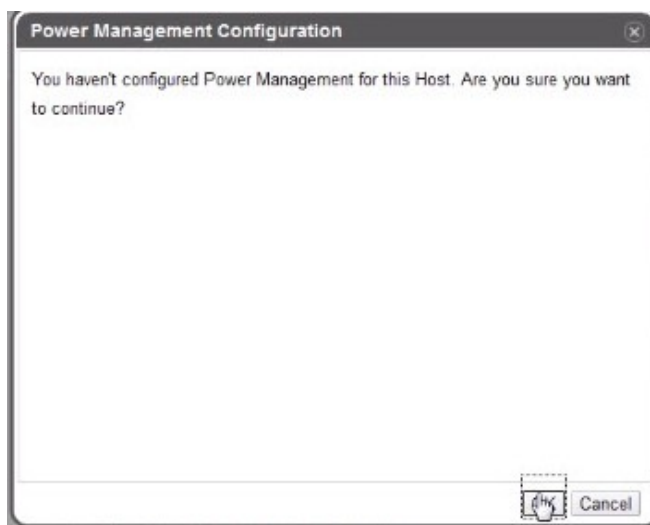 Power Management Configuration
You haven't configured Power Management for this Host. Are you sure you want
to continue?
Cancel